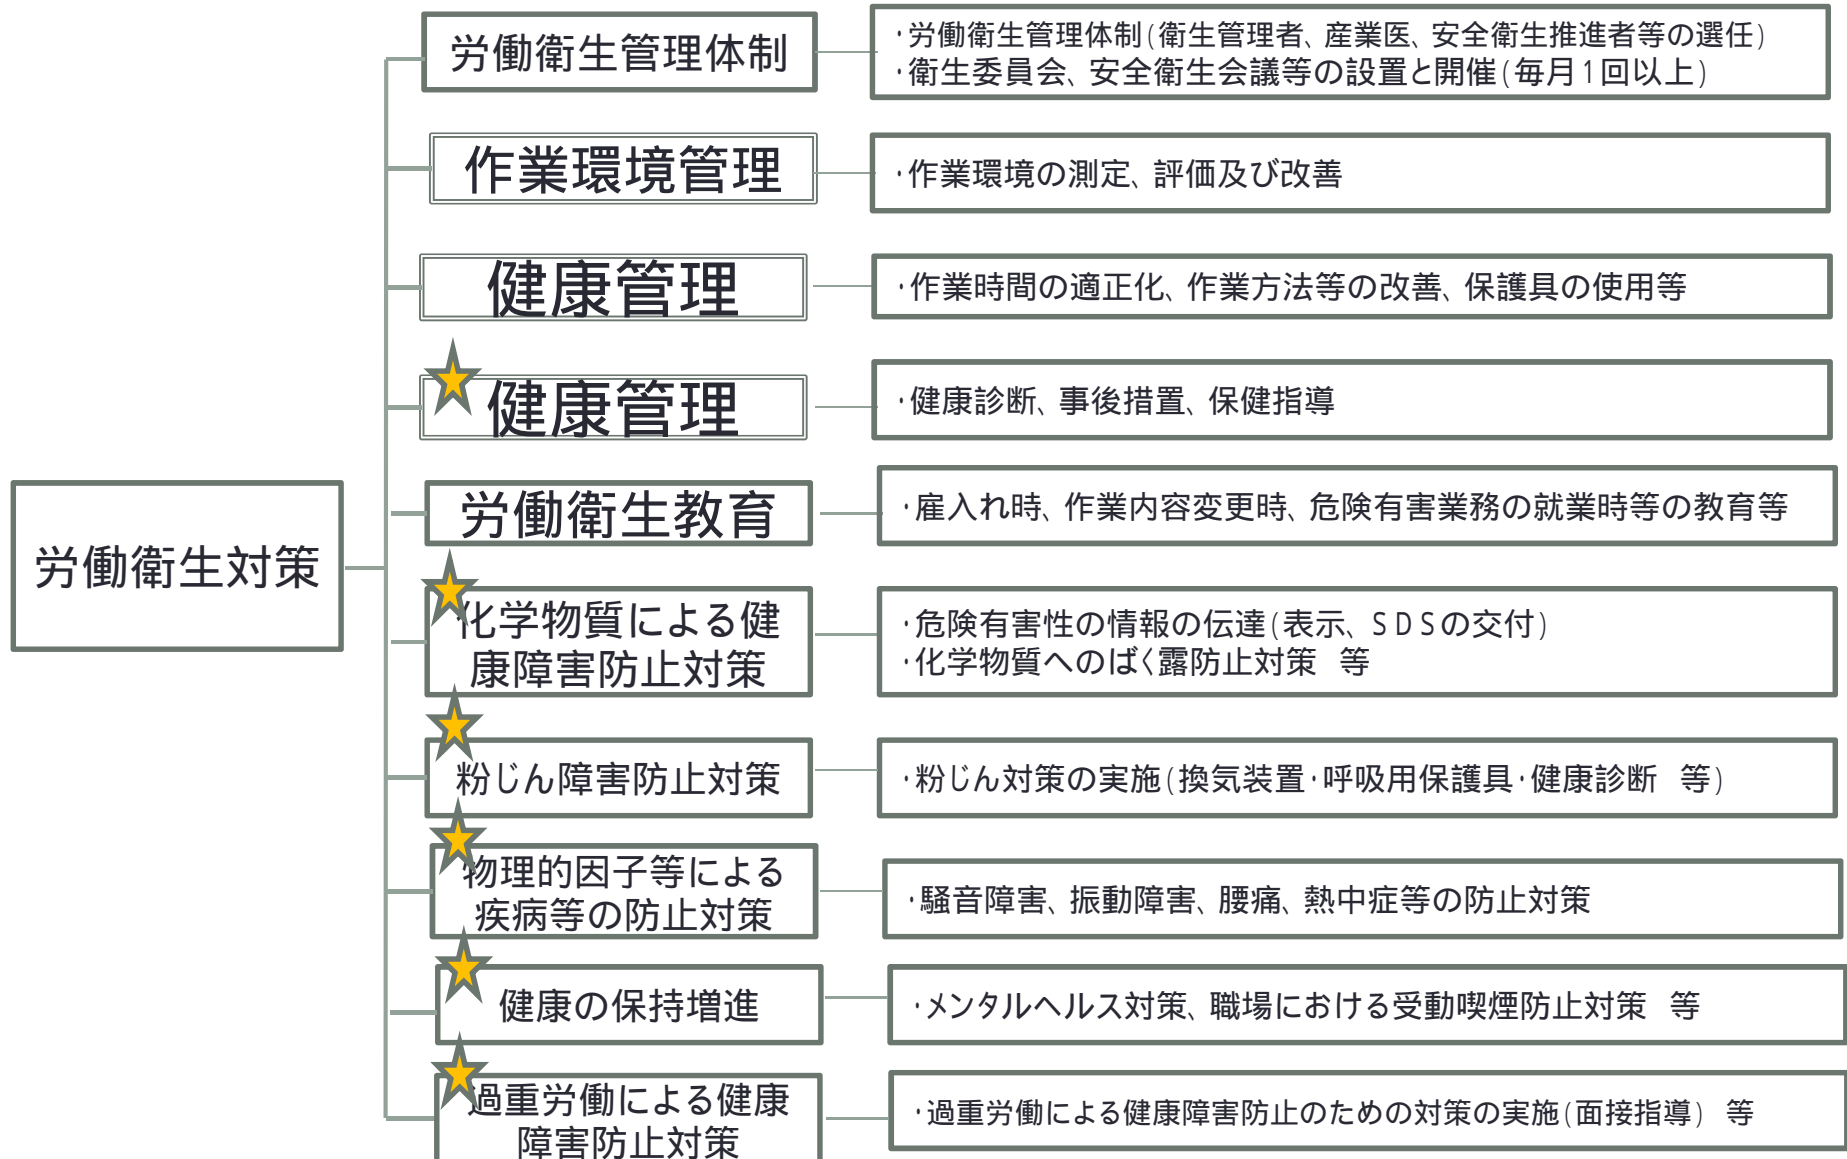 労働衛生対策
労働衛生管理体制
・労働衛生管理体制(衛生管理者、産業医、安全衛生推進者等の選任)
・衛生委員会、安全衛生会議等の設置と開催(毎月1回以上)
作業環境管理
・作業環境の測定、評価及び改善
健康管理
・作業時間の適正化、作業方法等の改善、保護具の使用等
健康管理
・健康診断、事後措置、保健指導
労働衛生教育
・雇入れ時、作業内容変更時、危険有害業務の就業時等の教育等
化学物質による健
康障害防止対策
・危険有害性の情報の伝達(表示、SDSの交付)
・化学物質へのばく露防止対策 等
粉じん障害防止対策
・粉じん対策の実施(換気装置・呼吸用保護具・健康診断 等)
物理的因子等による
疾病等の防止対策
・騒音障害、振動障害、腰痛、熱中症等の防止対策
健康の保持増進
・メンタルヘルス対策、職場における受動喫煙防止対策 等
過重労働による健康
障害防止対策
・過重労働による健康障害防止のための対策の実施(面接指導) 等